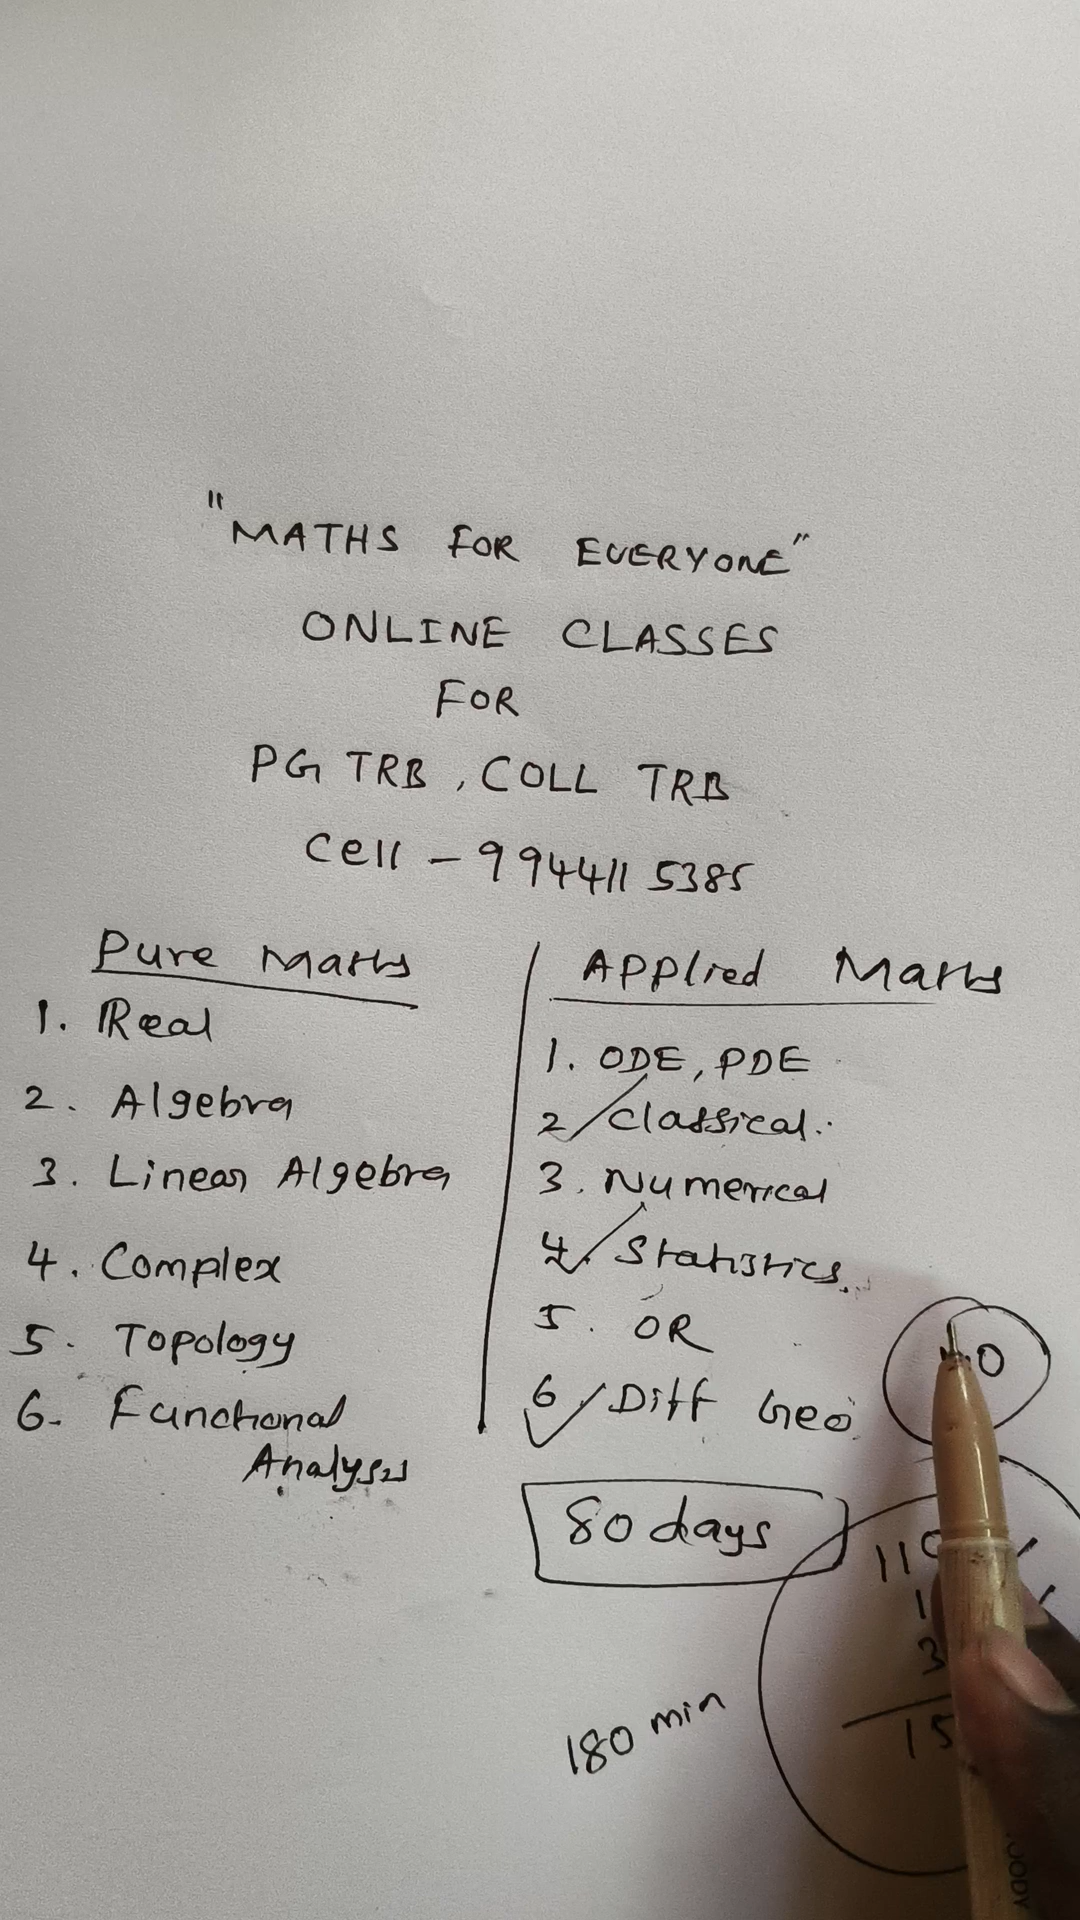 "MATHS FOR EVERYONE"
ONLINE CLASSES
FOR
PG TRB, COLL TRB
Cell - 9944115385
Pure Maths
1. Real
2. Algebra
3. Linear Algebra
4. Complex
5. Topology
6. Functional
Analysis
Applied Maths
1. ODE, PDE
2 Classical.
3. Numerical
4. Statistics.
5. OR
6 Diff Geo
80 days
180 min